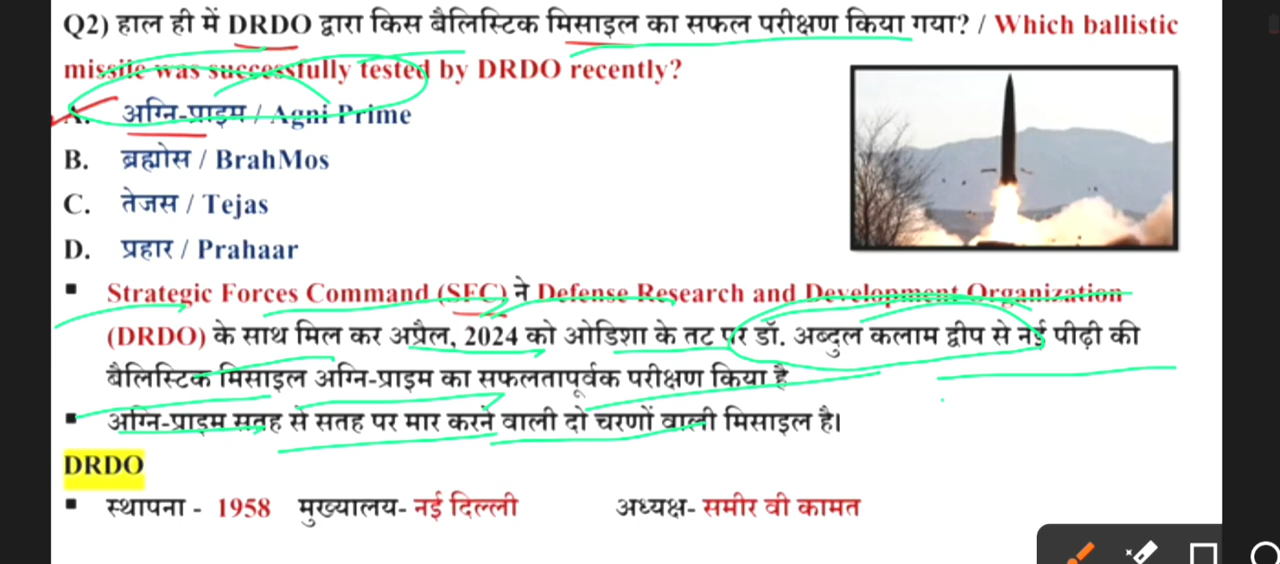 Q2) हाल ही में DRDO द्वारा किस बैलिस्टिक मिसाइल का सफल परीक्षण किया गया? / Which ballistic
missile was successfully tested by DRDO recently?
A. अग्नि-प्राइम / Agni Prime
B. ब्रह्मोस / BrahMos
C. तेजस / Tejas
D. प्रहार / Prahaar
▪ Strategic Forces Command (SFC) ने Defense Research and Development Organization
(DRDO) के साथ मिल कर अप्रैल, 2024 को ओडिशा के तट पर डॉ. अब्दुल कलाम द्वीप से नई पीढ़ी की
बैलिस्टिक मिसाइल अग्नि-प्राइम का सफलतापूर्वक परीक्षण किया है
▪ अग्नि-प्राइम सतह से सतह पर मार करने वाली दो चरणों वाली मिसाइल है।
DRDO
▪ स्थापना - 1958 मुख्यालय- नई दिल्ली अध्यक्ष- समीर वी कामत